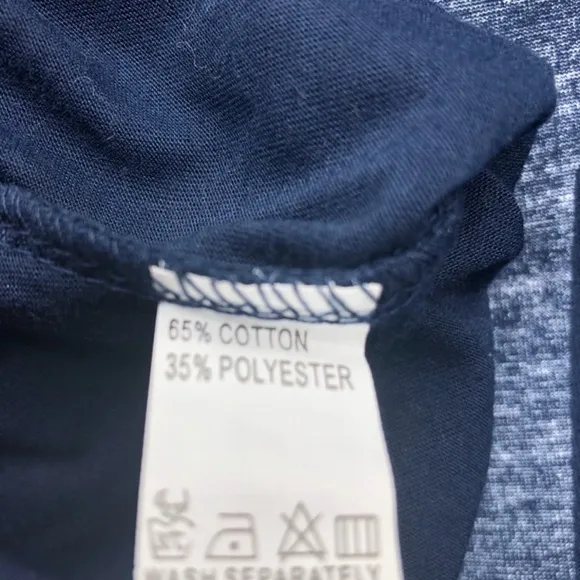 65% COTTON
35% POLYESTER
WASH SEPARATELY